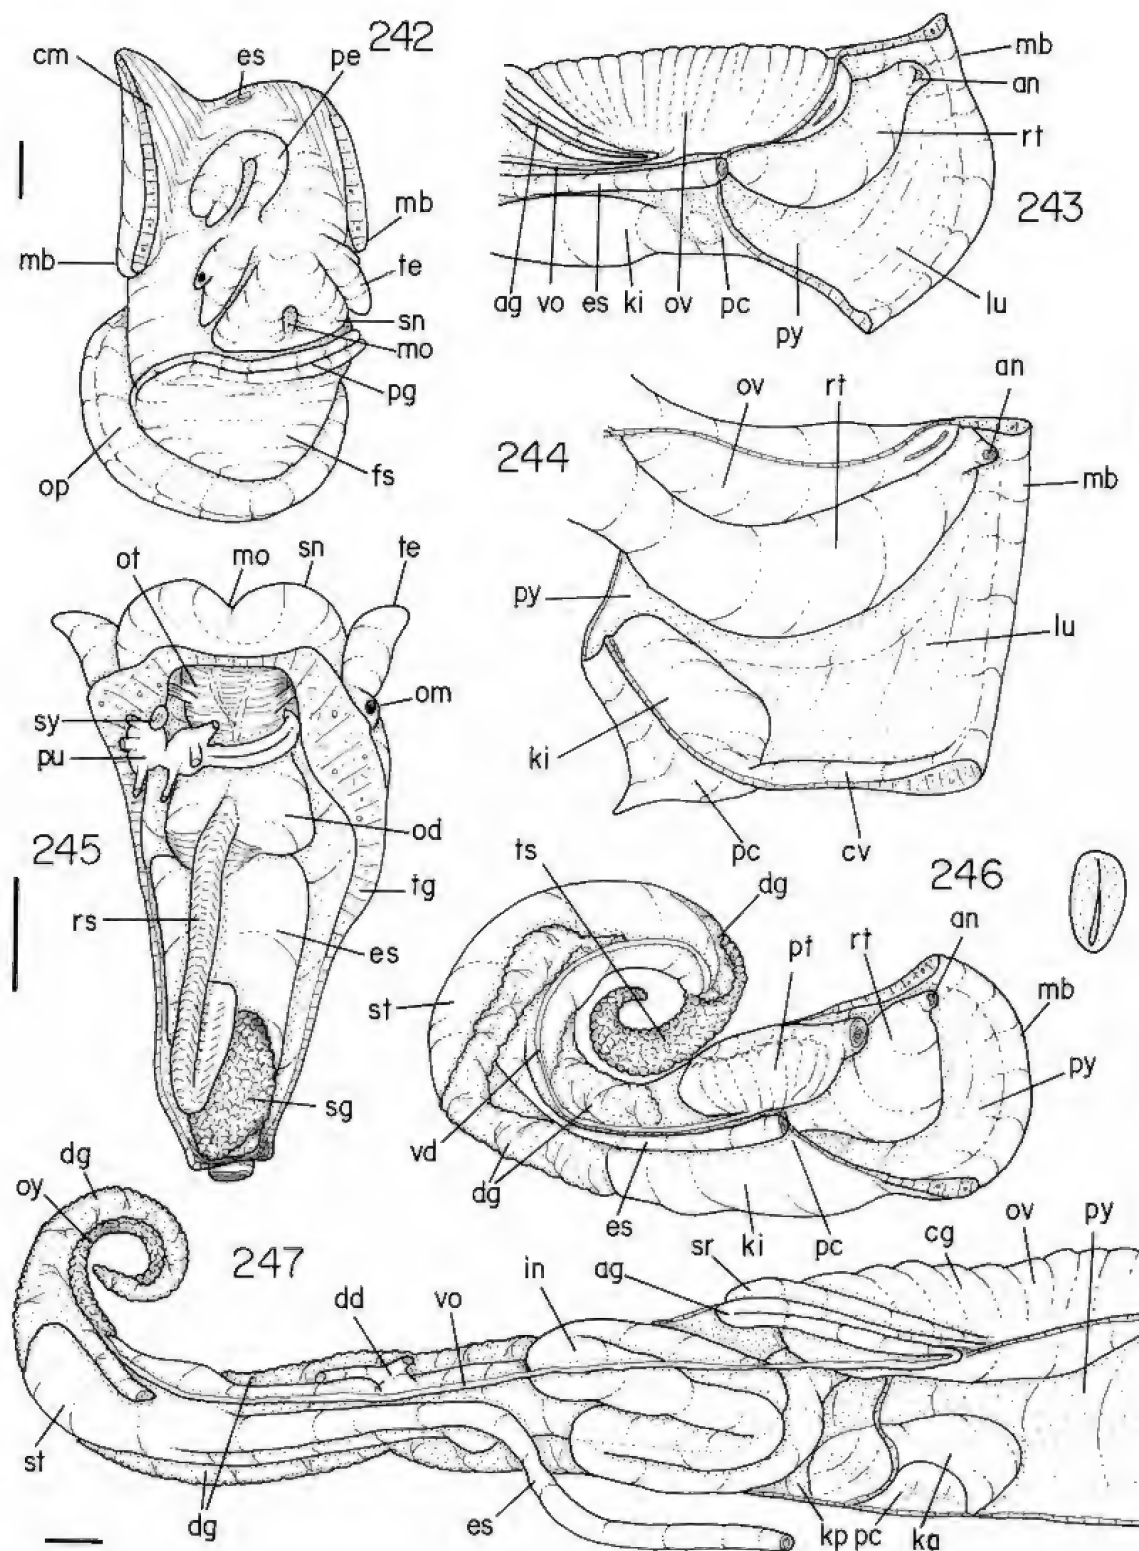 242
cm
es
pe
mb
mb
te
sn
mo
pg
op
fs
243
mb
an
rt
ag
vo
es
ki
ov
pc
py
lu
244
ov
rt
an
mb
py
lu
ki
pc
cv
245
ot
mo
sn
te
sy
om
pu
od
rs
tg
es
sg
246
ts
dg
pt
rt
an
mb
st
py
vd
dg
es
ki
pc
247
dg
oy
dd
vo
in
ag
sr
cg
ov
py
st
dg
es
kp
pc
ka